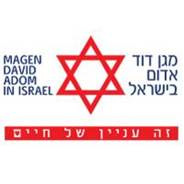 MAGEN
DAVID
ADOM
IN ISRAEL
מגן דוד
אדום
בישראל
זה עניין של חיים